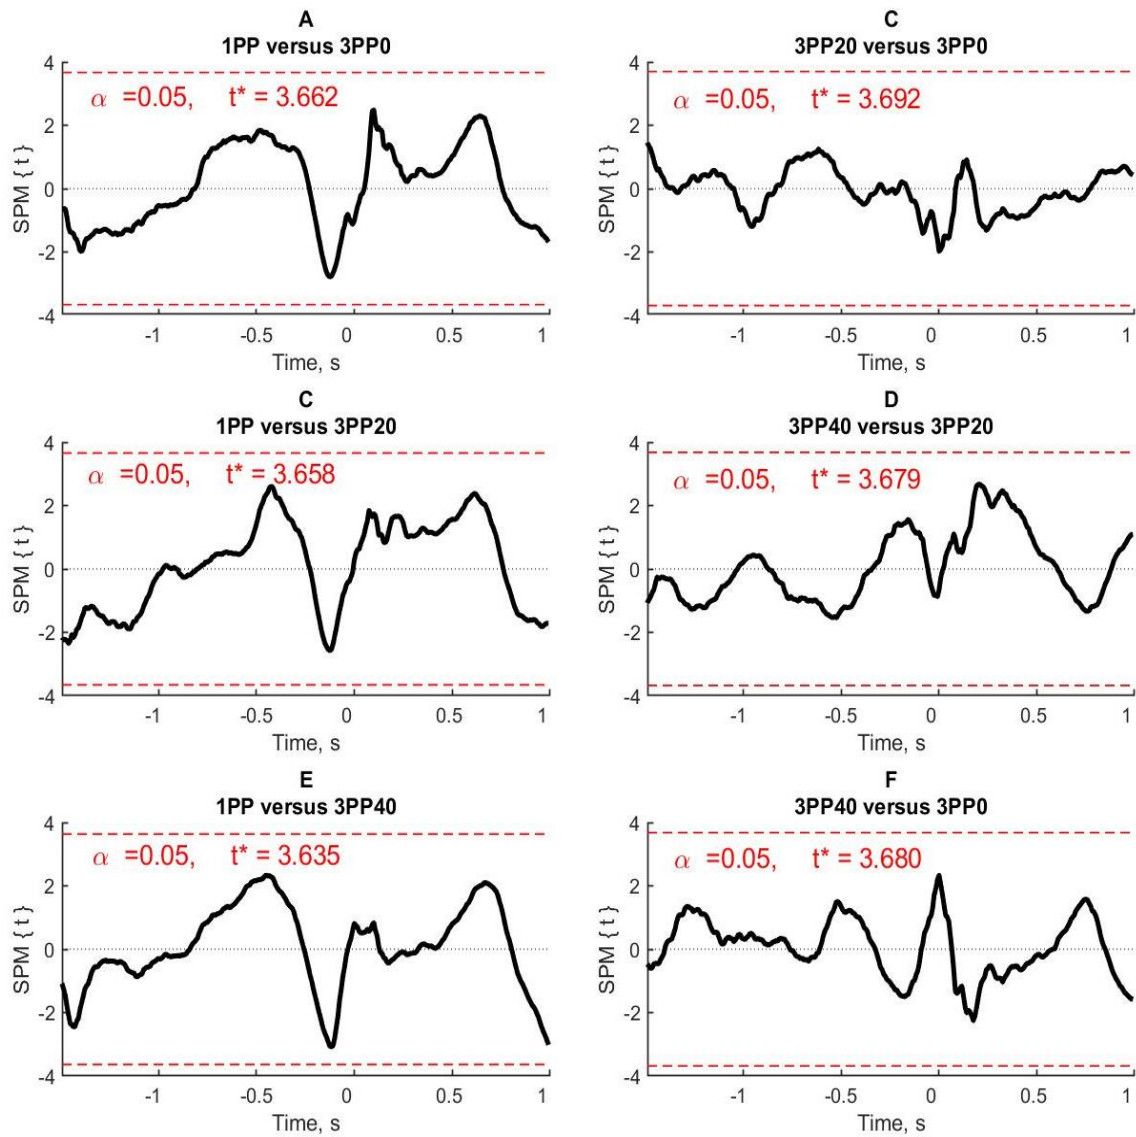 A
1PP versus 3PP0
4
α =0.05, t* = 3.662
2
0
-2
-4
SPM { t }
-1 -0.5 0 0.5 1
Time, s
C
3PP20 versus 3PP0
4
α =0.05, t* = 3.692
2
0
-2
-4
SPM { t }
-1 -0.5 0 0.5 1
Time, s
C
1PP versus 3PP20
4
α =0.05, t* = 3.658
2
0
-2
-4
SPM { t }
-1 -0.5 0 0.5 1
Time, s
D
3PP40 versus 3PP20
4
α =0.05, t* = 3.679
2
0
-2
-4
SPM { t }
-1 -0.5 0 0.5 1
Time, s
E
1PP versus 3PP40
4
α =0.05, t* = 3.635
2
0
-2
-4
SPM { t }
-1 -0.5 0 0.5 1
Time, s
F
3PP40 versus 3PP0
4
α =0.05, t* = 3.680
2
0
-2
-4
SPM { t }
-1 -0.5 0 0.5 1
Time, s